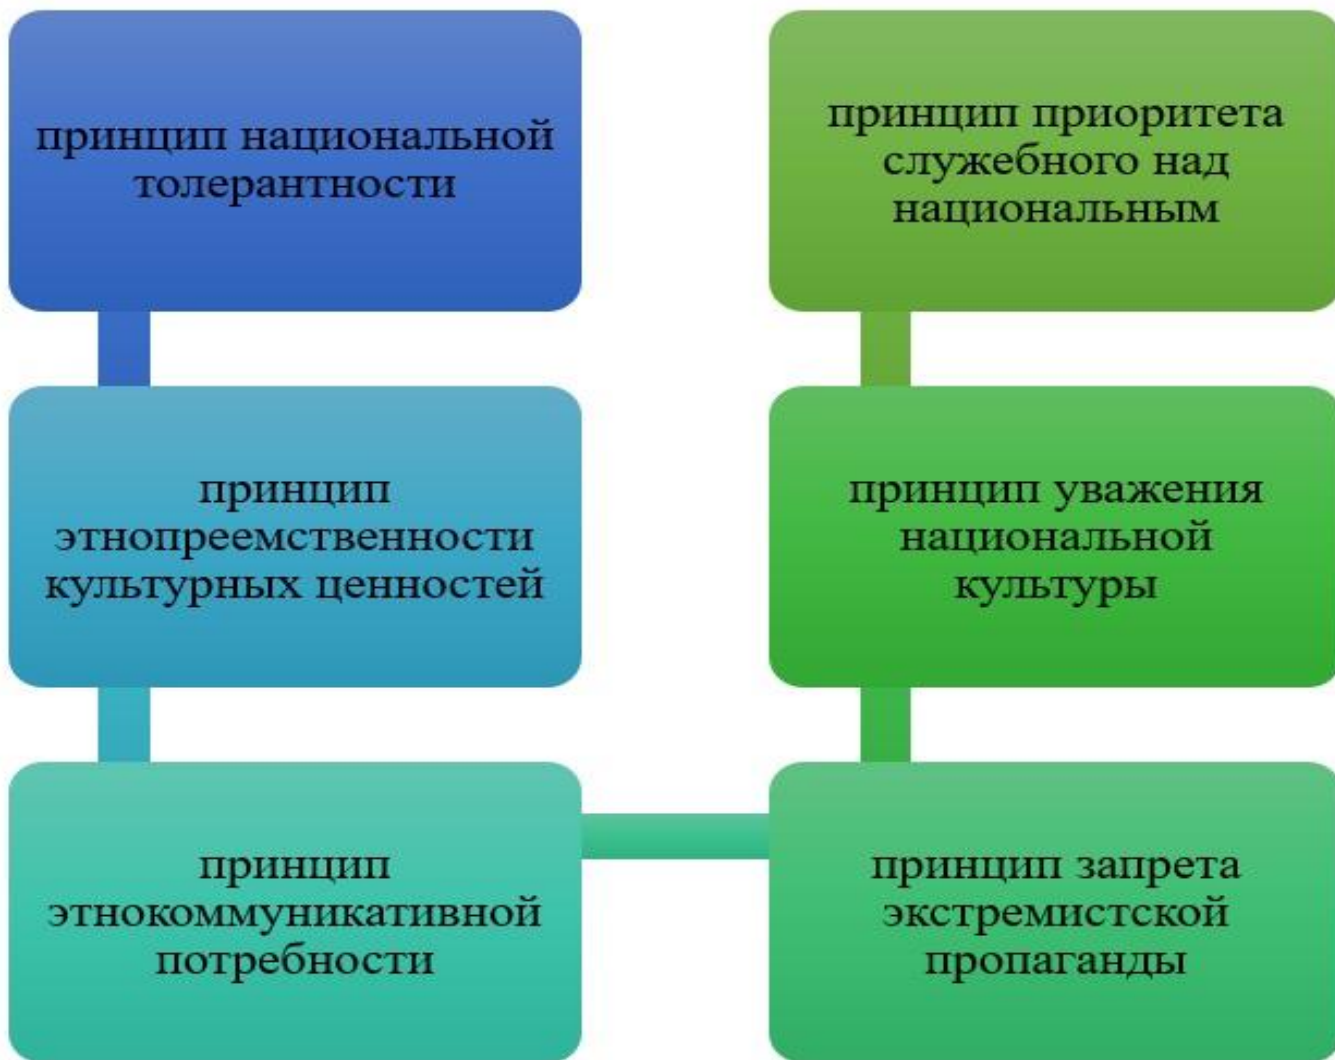 принцип национальной
толерантности
принцип
этнопреемственности
культурных ценностей
принцип
этнокоммуникативной
потребности
принцип запрета
экстремистской
пропаганды
принцип уважения
национальной
культуры
принцип приоритета
служебного над
национальным